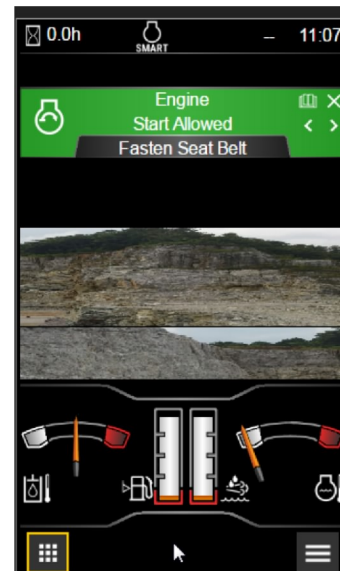 0.0h
SMART
--
11:07
Engine
Start Allowed
Fasten Seat Belt